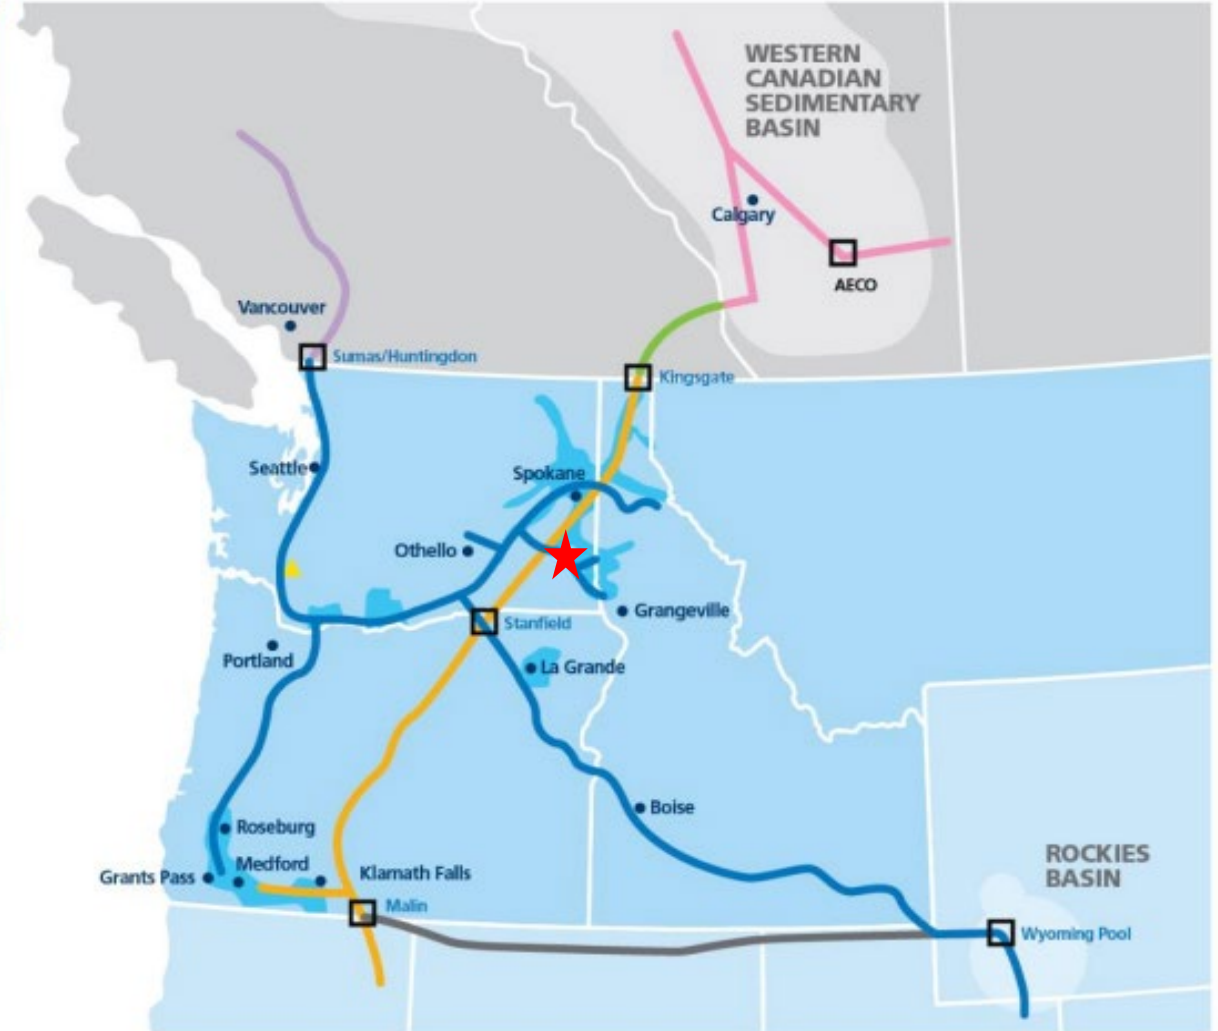 WESTERN
CANADIAN
SEDIMENTARY
BASIN
Calgary
AECO
Vancouver
Sumas/Huntingdon
Kingsgate
Seattle
Spokane
Othello
Grangeville
Stanfield
Portland
La Grande
Boise
Roseburg
Medford
Grants Pass
Klamath Falls
Malin
ROCKIES
BASIN
Wyoming Pool